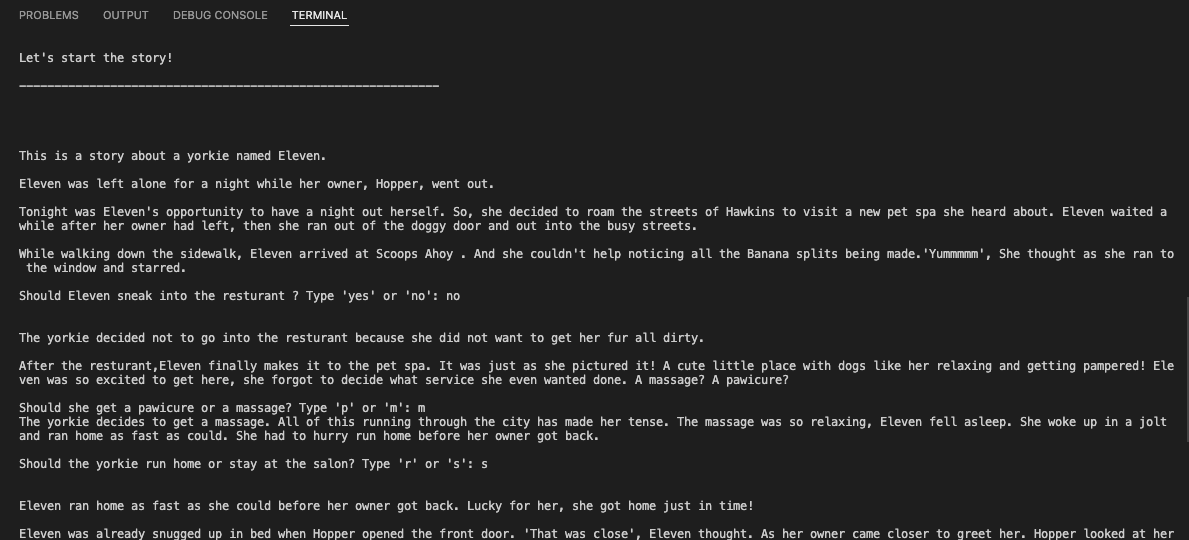 PROBLEMS OUTPUT DEBUG CONSOLE TERMINAL
Let's start the story!
____________________________________________________________
This is a story about a yorkie named Eleven.
Eleven was left alone for a night while her owner, Hopper, went out.
Tonight was Eleven's opportunity to have a night out herself. So, she decided to roam the streets of Hawkins to visit a new pet spa she heard about. Eleven waited a
while after her owner had left, then she ran out of the doggy door and out into the busy streets.
While walking down the sidewalk, Eleven arrived at Scoops Ahoy . And she couldn't help noticing all the Banana splits being made.'Yummmmm', She thought as she ran to
the window and starred.
Should Eleven sneak into the resturant ? Type 'yes' or 'no': no
The yorkie decided not to go into the resturant because she did not want to get her fur all dirty.
After the resturant,Eleven finally makes it to the pet spa. It was just as she pictured it! A cute little place with dogs like her relaxing and getting pampered! Ele
ven was so excited to get here, she forgot to decide what service she even wanted done. A massage? A pawicure?
Should she get a pawicure or a massage? Type 'p' or 'm': m
The yorkie decides to get a massage. All of this running through the city has made her tense. The massage was so relaxing, Eleven fell asleep. She woke up in a jolt
and ran home as fast as could. She had to hurry run home before her owner got back.
Should the yorkie run home or stay at the salon? Type 'r' or 's': s
Eleven ran home as fast as she could before her owner got back. Lucky for her, she got home just in time!
Eleven was already snugged up in bed when Hopper opened the front door. 'That was close', Eleven thought. As her owner came closer to greet her. Hopper looked at her